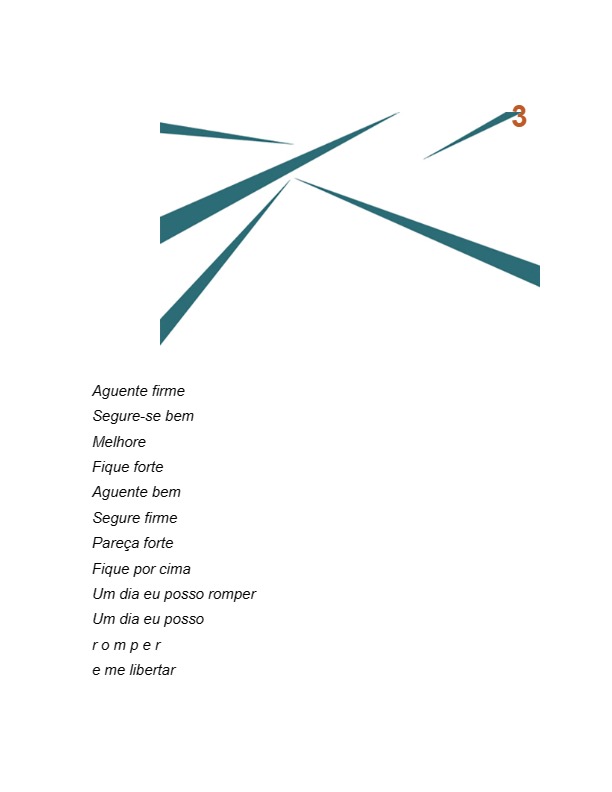 3
Aguente firme
Segure-se bem
Melhore
Fique forte
Aguente bem
Segure firme
Pareça forte
Fique por cima
Um dia eu posso romper
Um dia eu posso
r o m p e r
e me libertar